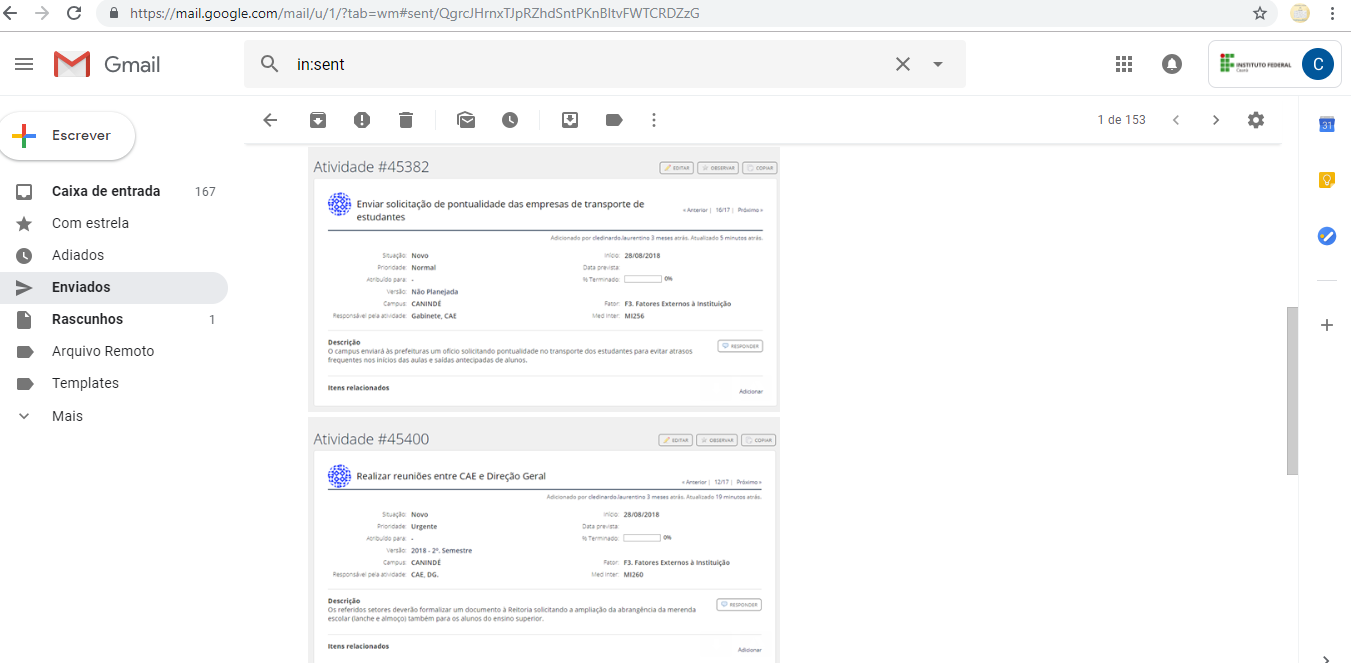 https://mail.google.com/mail/u/1/?tab=wm#sent/QgrcJHrnxTJpRZhdSntPKnBltvFWTCRDZzG
Gmail
in:sent
INSTITUTO FEDERAL
Ceará
C
Escrever
1 de 153
31
Caixa de entrada 167
Com estrela
Adiados
Enviados
Rascunhos 1
Arquivo Remoto
Templates
Mais
Atividade #45382
EDITAR OBSERVAR COPIAR
Enviar solicitação de pontualidade das empresas de transporte de
estudantes
« Anterior | 10/17 | Próximo »
Adicionado por cledinardo.laurentino 3 meses atrás. Atualizado 5 minutos atrás.
Situação: Novo Início: 28/08/2018
Prioridade: Normal Data prevista:
Atribuído para: - % Terminado: 0%
Versão: Não Planejada
Campus: CANINDÉ Fator: F3. Fatores Externos à Instituição
Responsável pela atividade: Gabinete, CAE Med Inter: MI256
Descrição
RESPONDER
O campus enviará às prefeituras um ofício solicitando pontualidade no transporte dos estudantes para evitar atrasos
frequentes nos inícios das aulas e saídas antecipadas de alunos.
Itens relacionados
Adicionar
Atividade #45400
EDITAR OBSERVAR COPIAR
Realizar reuniões entre CAE e Direção Geral
« Anterior | 12/17 | Próximo »
Adicionado por cledinardo.laurentino 3 meses atrás. Atualizado 19 minutos atrás.
Situação: Novo Início: 28/08/2018
Prioridade: Urgente Data prevista:
Atribuído para: - % Terminado: 0%
Versão: 2018 - 2º. Semestre
Campus: CANINDÉ Fator: F3. Fatores Externos à Instituição
Responsável pela atividade: CAE, DG. Med Inter: MI260
Descrição
RESPONDER
Os referidos setores deverão formalizar um documento à Reitoria solicitando a ampliação da abrangência da merenda
escolar (lanche e almoço) também para os alunos do ensino superior.
Itens relacionados
Adicionar